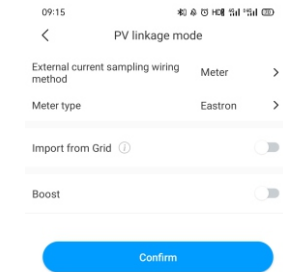 09:15
PV linkage mode
External current sampling wiring
method
Meter
Meter type
Eastron
Import from Grid
Boost
Confirm